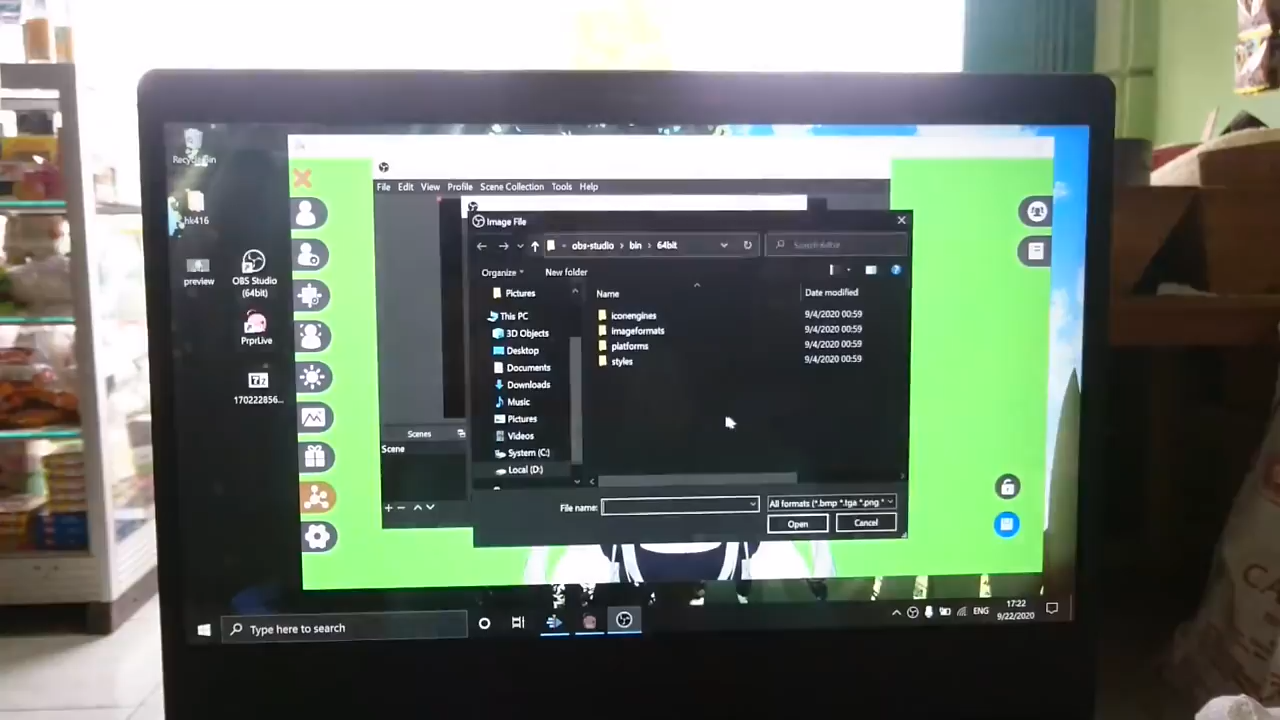 Recycle Bin
hk416
preview
OBS Studio
(64bit)
PrprLive
170222856...
File Edit View Profile Scene Collection Tools Help
Image File
obs-studio > bin > 64bit
Organize
New folder
Name
Date modified
Pictures
This PC
3D Objects
Desktop
Documents
Downloads
Music
Pictures
Videos
System (C:)
Local (D:)
iconengines 9/4/2020 00:59
imageformats 9/4/2020 00:59
platforms 9/4/2020 00:59
styles 9/4/2020 00:59
Scenes
Scene
File name:
All formats (*.bmp *.tga *.png *
Open
Cancel
Type here to search
ENG
17:22
9/22/2020